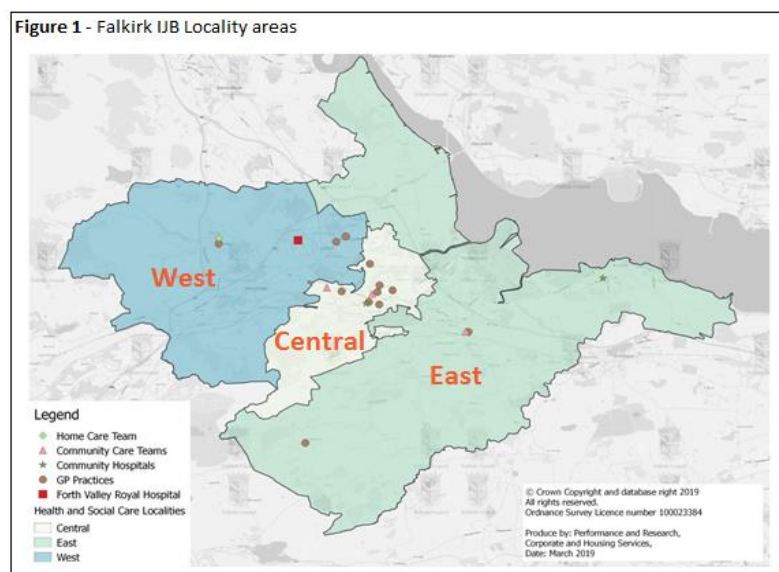 Figure 1 - Falkirk IJB Locality areas
West
Central
East
Legend
Home Care Team
Community Care Teams
Community Hospitals
GP Practices
Forth Valley Royal Hospital
Health and Social Care Localities
Central
East
West
© Crown Copyright and database right 2019
All rights reserved.
Ordnance Survey Licence number 100023384
Produce by: Performance and Research,
Corporate and Housing Services,
Date: March 2019